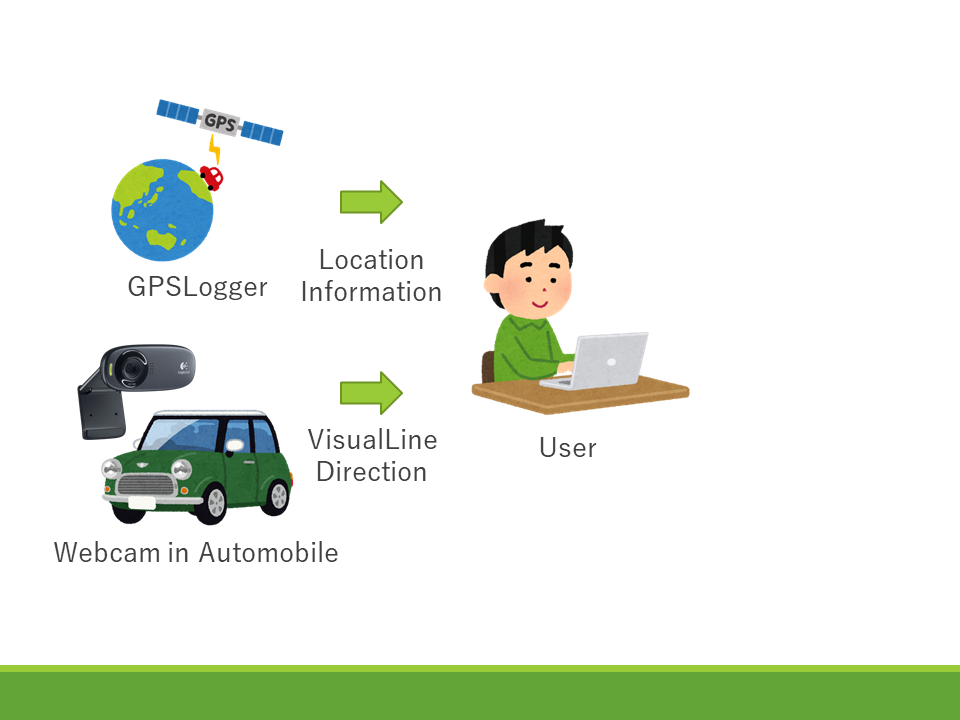 GPS
GPSLogger
Location
Information
VisualLine
Direction
User
Webcam in Automobile